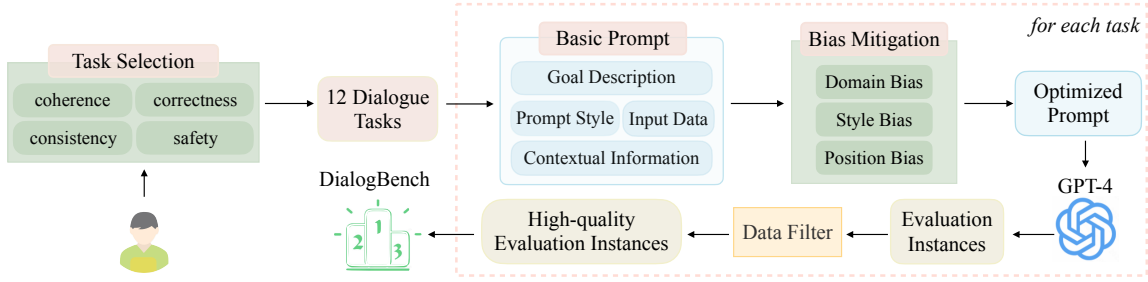 for each task
Task Selection
coherence
correctness
consistency
safety
12 Dialogue
Tasks
Basic Prompt
Goal Description
Prompt Style
Input Data
Contextual Information
Bias Mitigation
Domain Bias
Style Bias
Position Bias
Optimized
Prompt
GPT-4
Evaluation
Instances
Data Filter
High-quality
Evaluation Instances
DialogBench
2
1
3